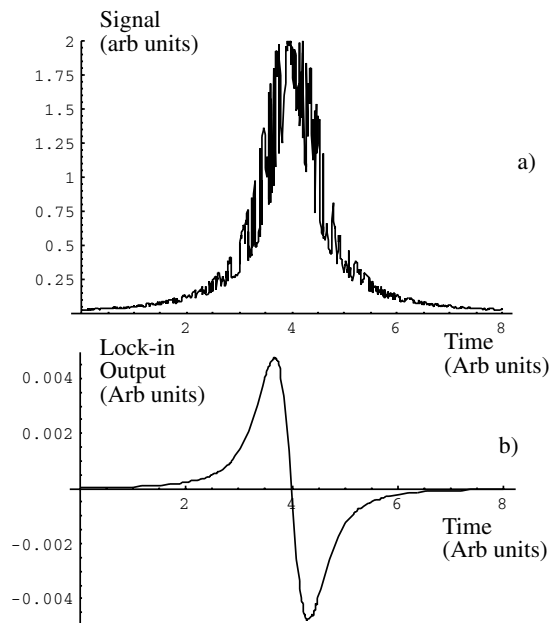 Signal
(arb units)
2
1.75
1.5
1.25
1
0.75
0.5
0.25
a)
2 4 6 8
Time
(Arb units)
Lock-in
Output
(Arb units)
0.004
0.002
b)
2 4 6 8
-0.002
-0.004
Time
(Arb units)